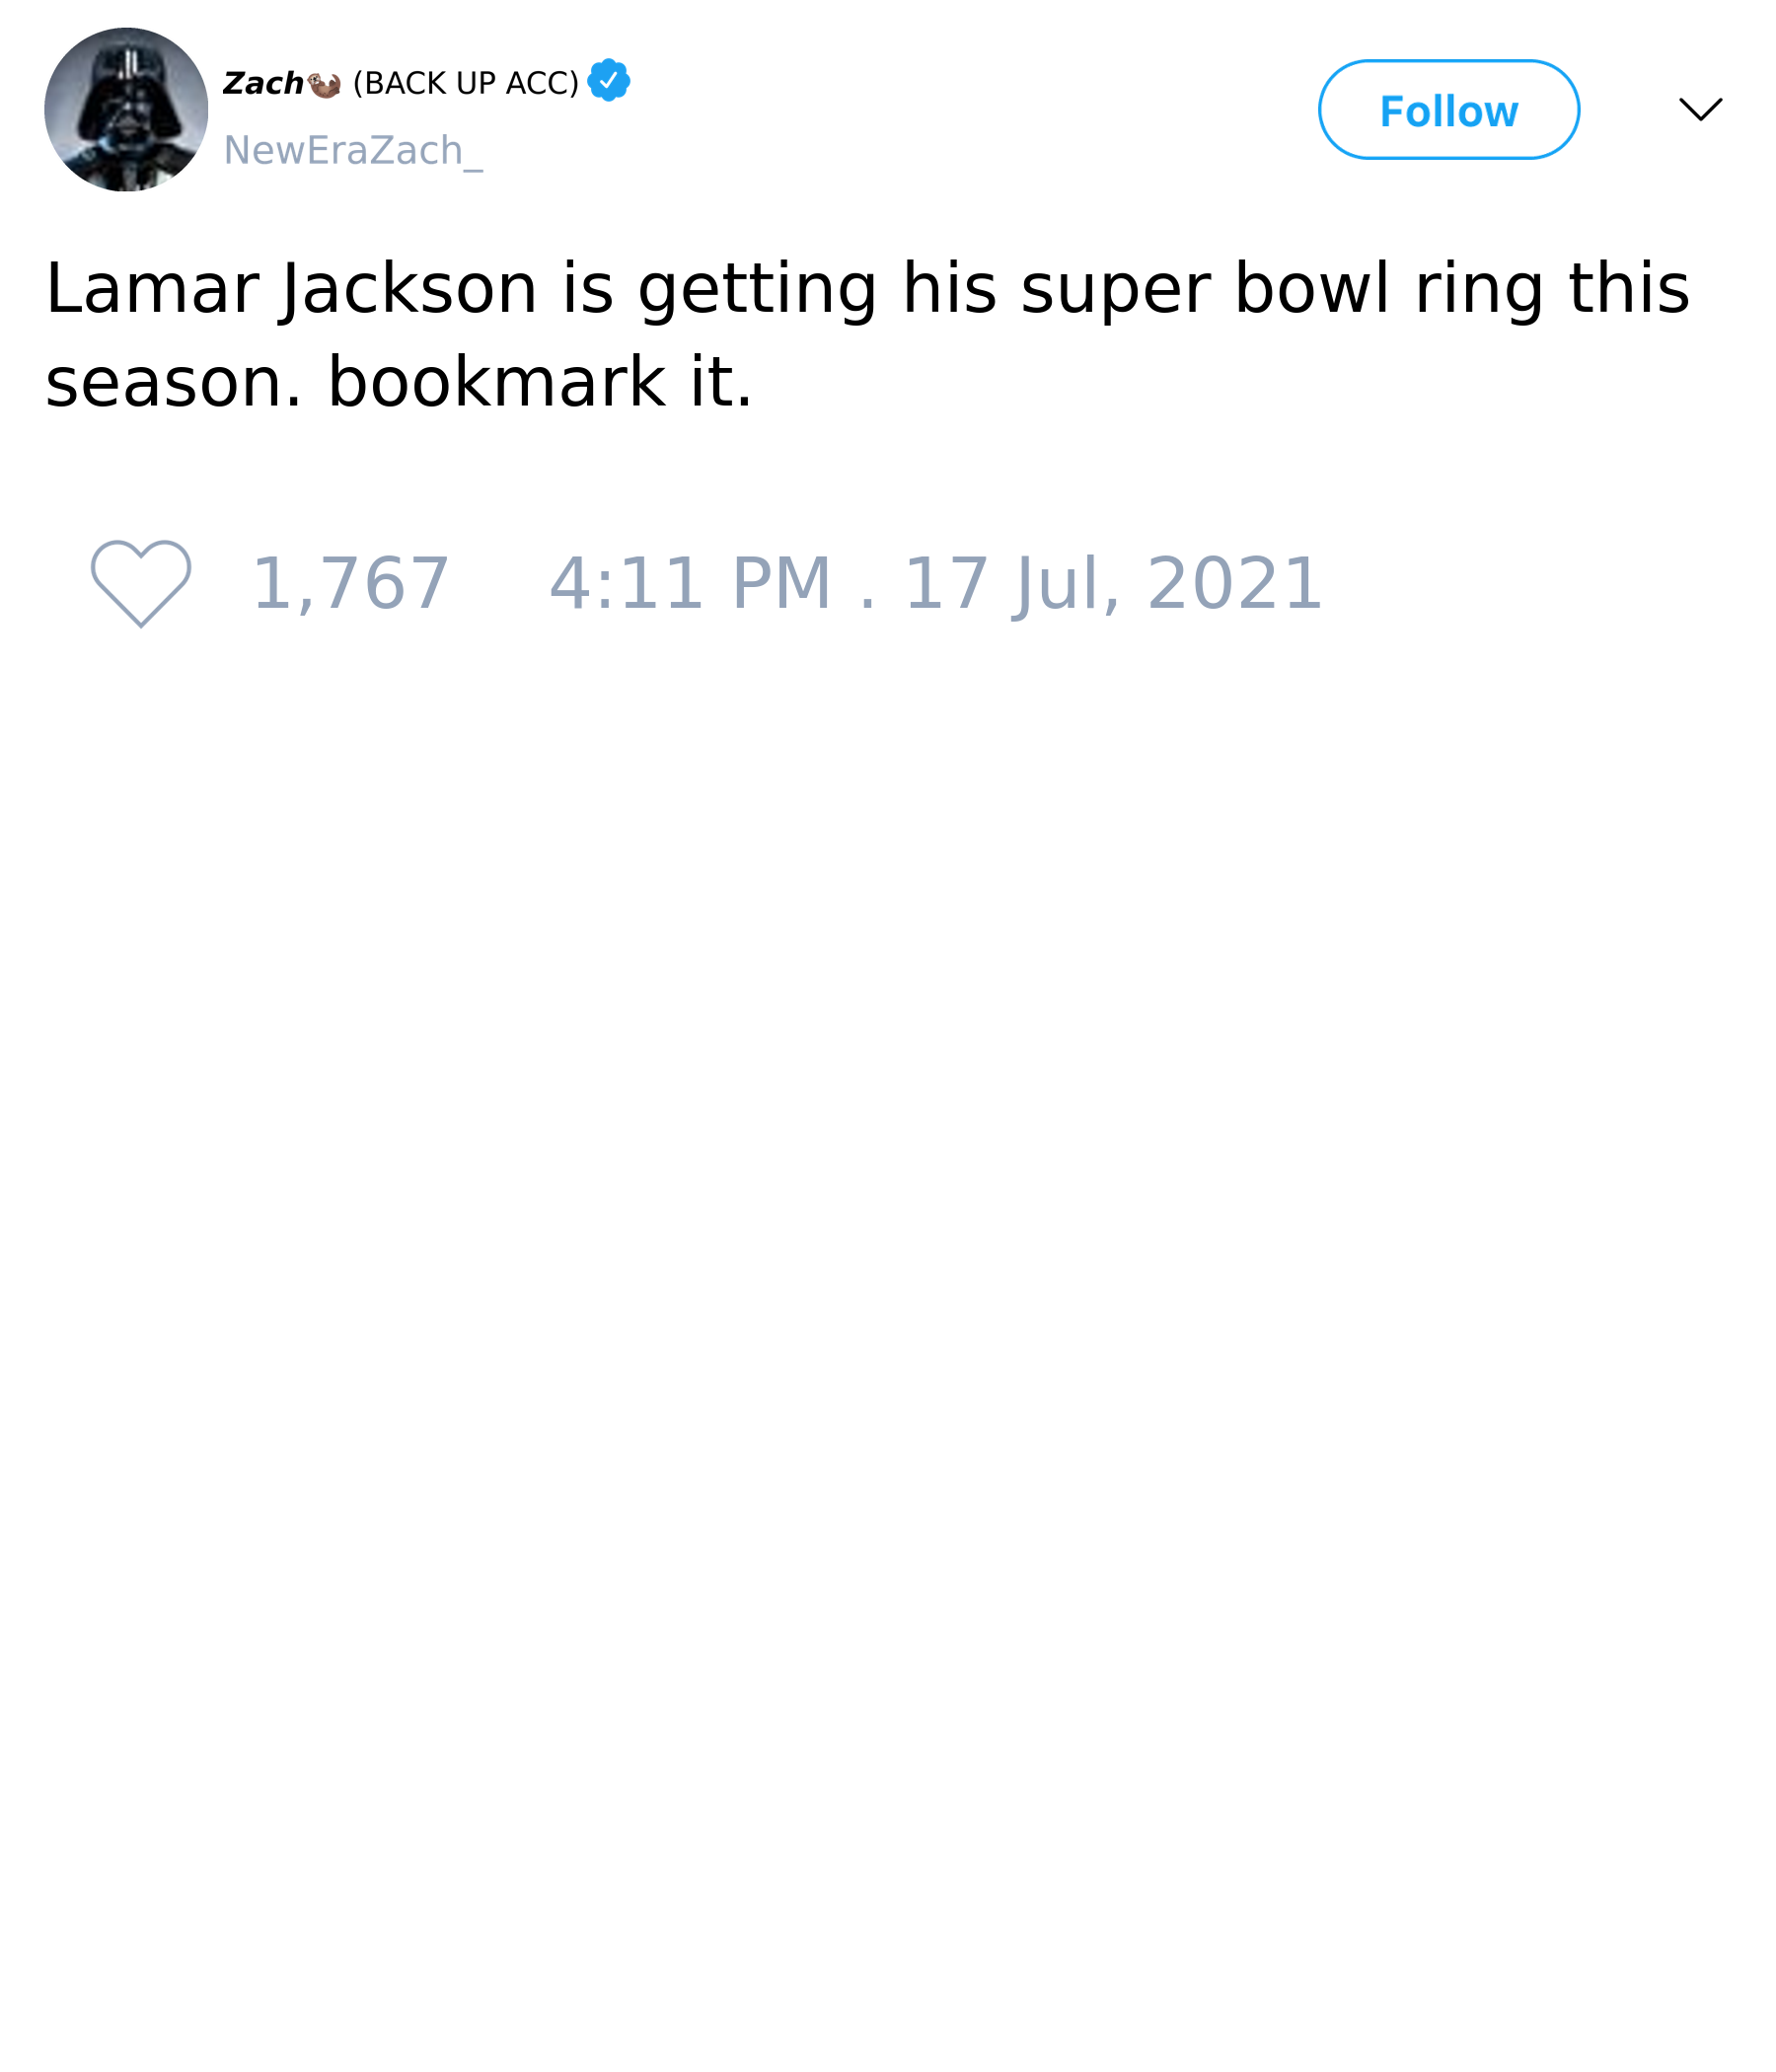 Zach🦦 (BACK UP ACC)
Follow
NewEraZach_
Lamar Jackson is getting his super bowl ring this
season. bookmark it.
1,767 4:11 PM . 17 Jul, 2021